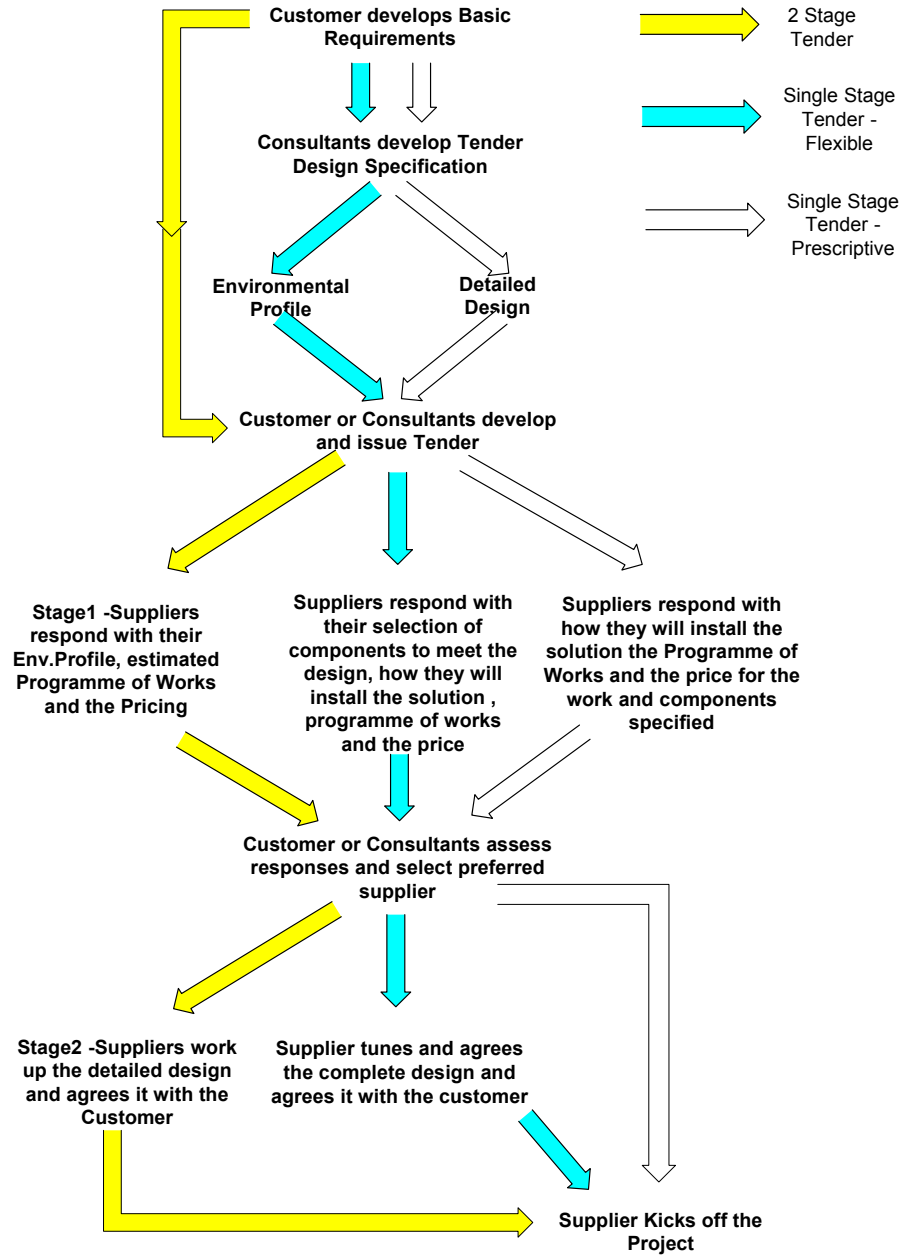 Customer develops Basic
Requirements
2 Stage
Tender
Single Stage
Tender -
Flexible
Consultants develop Tender
Design Specification
Single Stage
Tender -
Prescriptive
Environmental
Profile
Detailed
Design
Customer or Consultants develop
and issue Tender
Stage1 -Suppliers
respond with their
Env.Profile, estimated
Programme of Works
and the Pricing
Suppliers respond with
their selection of
components to meet the
design, how they will
install the solution ,
programme of works
and the price
Suppliers respond with
how they will install the
solution the Programme of
Works and the price for the
work and components
specified
Customer or Consultants assess
responses and select preferred
supplier
Stage2 -Suppliers work
up the detailed design
and agrees it with the
Customer
Supplier tunes and agrees
the complete design and
agrees it with the customer
Supplier Kicks off the
Project